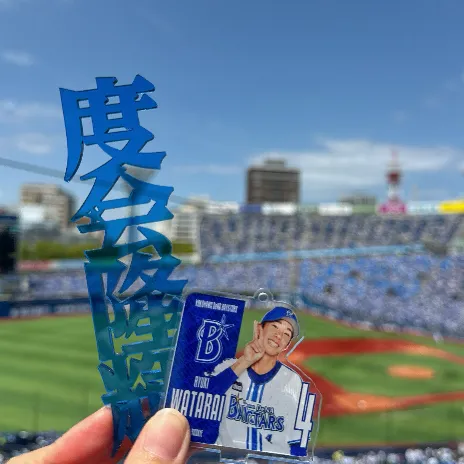 度会隆輝
YOKOHAMA DeNA BAYSTARS
B
RYUKI
WATARAI
BAYSTARS
4